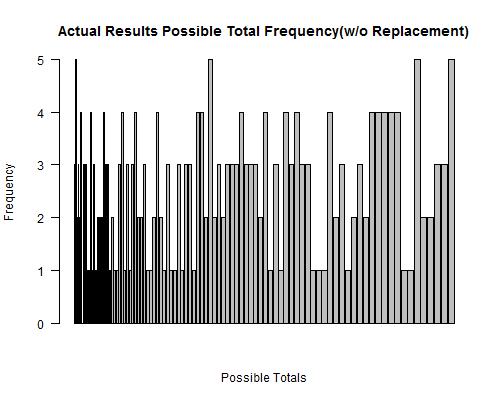 Actual Results Possible Total Frequency(w/o Replacement)
5
4
3
2
1
0
Frequency
Possible Totals